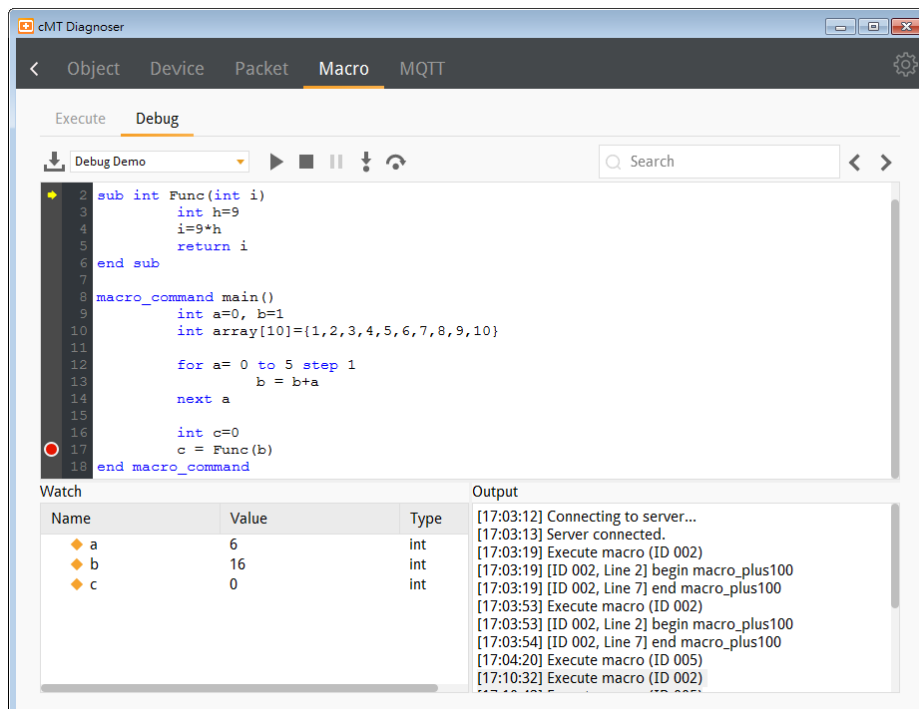 cMT Diagnoser
Object Device Packet Macro MQTT
Execute Debug
Debug Demo Search
2 sub int Func(int i)
3 int h=9
4 i=9*h
5 return i
6 end sub
7
8 macro_command main()
9 int a=0, b=1
10 int array[10]={1,2,3,4,5,6,7,8,9,10}
11
12 for a= 0 to 5 step 1
13 b = b+a
14 next a
15
16 int c=0
17 c = Func(b)
18 end macro_command
Watch
Name Value Type
a 6 int
b 16 int
c 0 int
Output
[17:03:12] Connecting to server...
[17:03:13] Server connected.
[17:03:19] Execute macro (ID 002)
[17:03:19] [ID 002, Line 2] begin macro_plus100
[17:03:19] [ID 002, Line 7] end macro_plus100
[17:03:53] Execute macro (ID 002)
[17:03:53] [ID 002, Line 2] begin macro_plus100
[17:03:54] [ID 002, Line 7] end macro_plus100
[17:04:20] Execute macro (ID 005)
[17:10:32] Execute macro (ID 002)